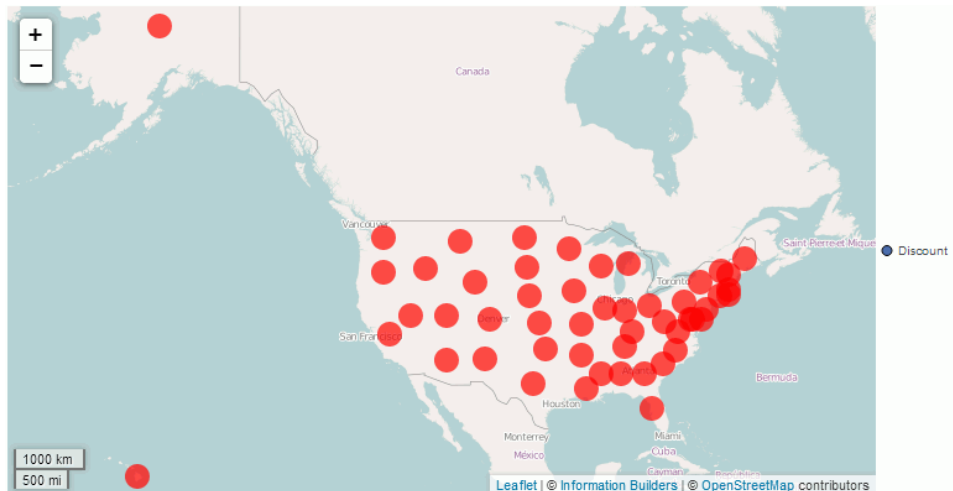 +
−
Canada
Vancouver
Saint-Pierre-et-Mique
Discount
Toronto
Chicago
Denver
San Francisco
Atlanta
Bermuda
Houston
Monterrey
Miami
México
Cuba
Cayman
1000 km
500 mi
Leaflet | © Information Builders | © OpenStreetMap contributors